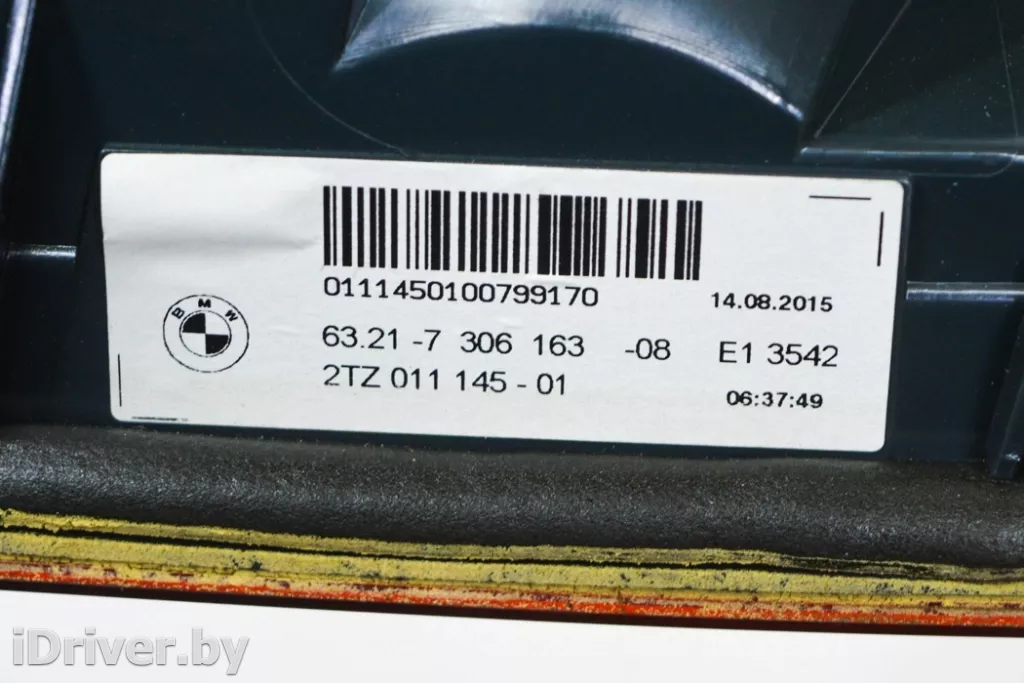 0111450100799170
14.08.2015
BMW
63.21 -7 306 163 -08 E1 3542
2TZ 011 145 - 01
06:37:49
iDriver.by